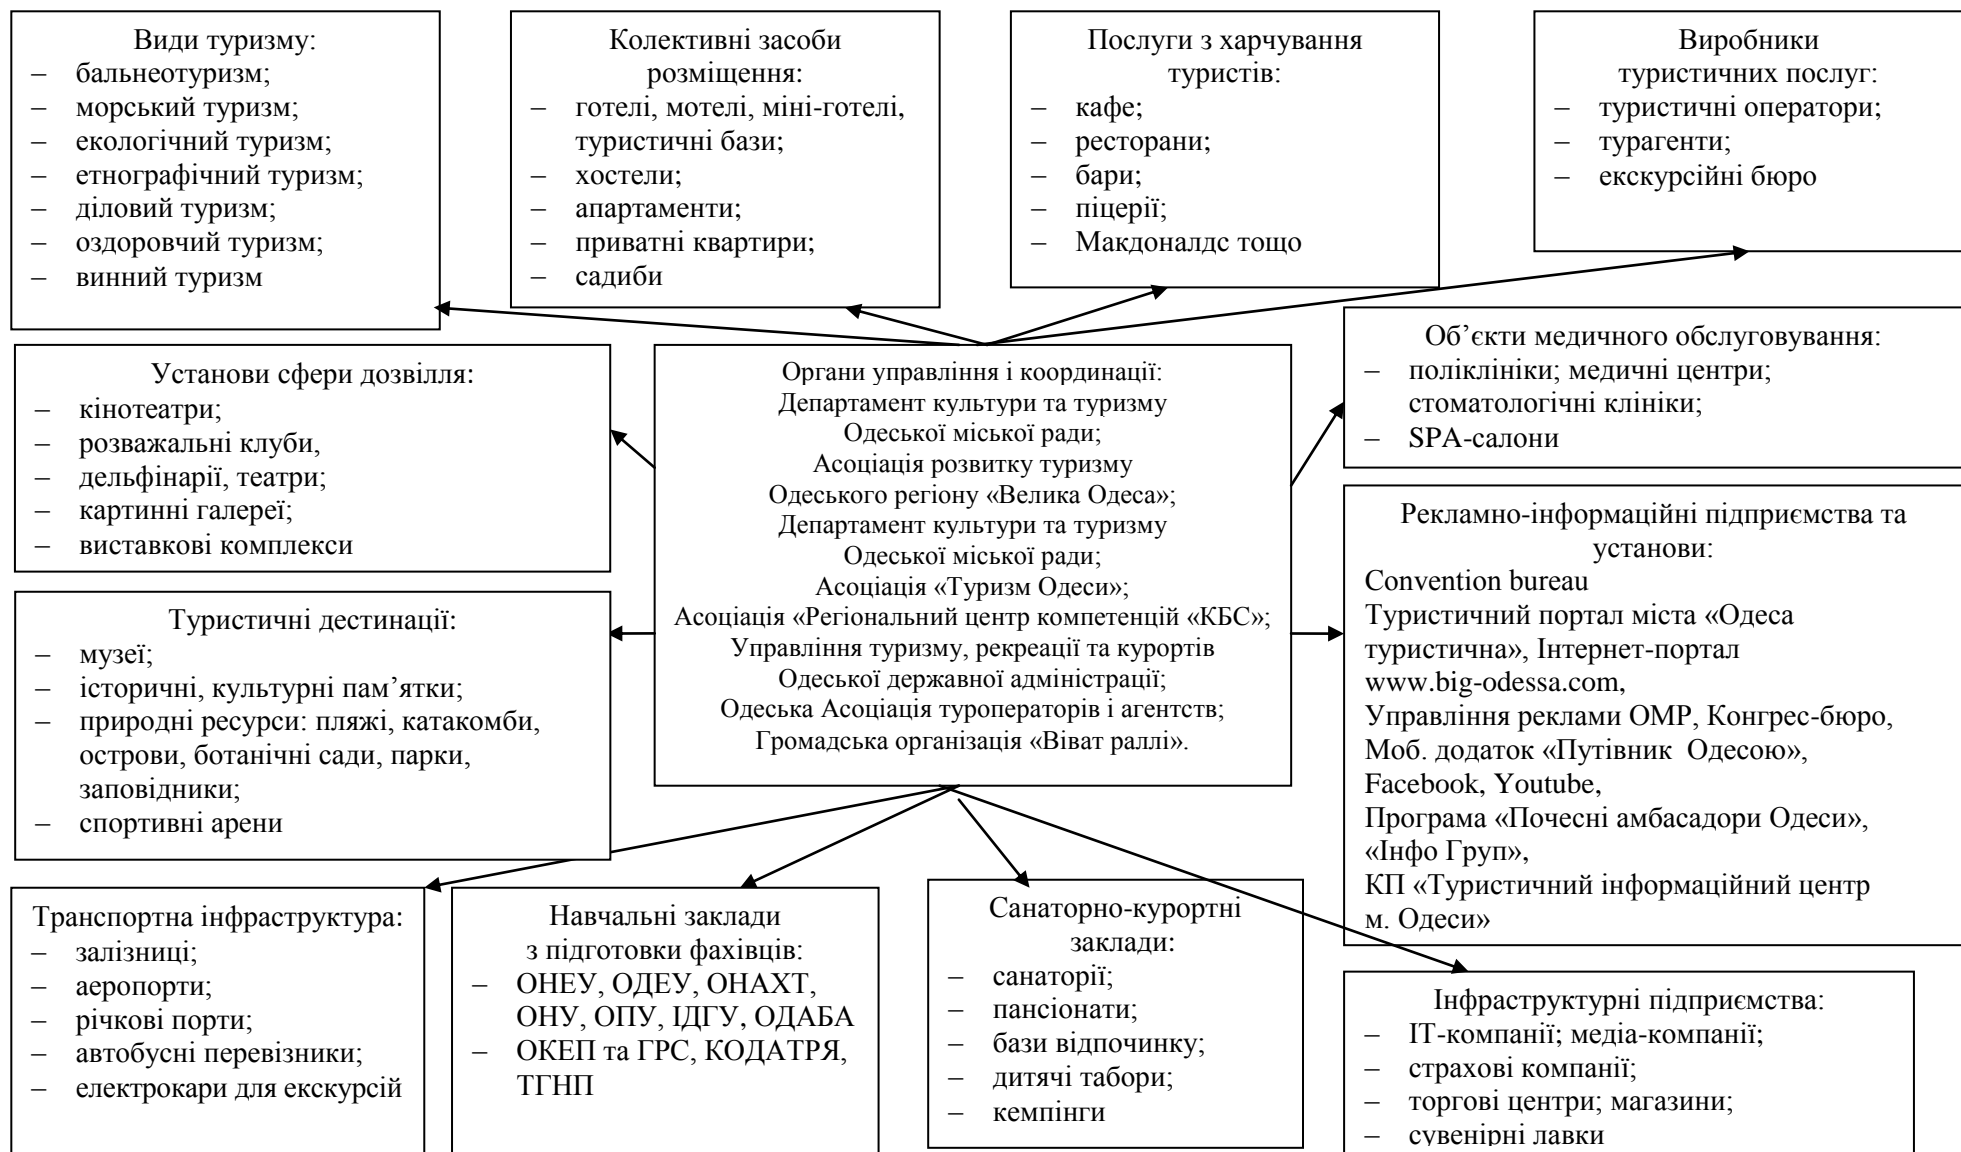 Види туризму:
– бальнеотуризм;
– морський туризм;
– екологічний туризм;
– етнографічний туризм;
– діловий туризм;
– оздоровчий туризм;
– винний туризм
Колективні засоби
розміщення:
– готелі, мотелі, міні-готелі,
туристичні бази;
– хостели;
– апартаменти;
– приватні квартири;
– садиби
Послуги з харчування
туристів:
– кафе;
– ресторани;
– бари;
– піцерії;
– Макдоналдс тощо
Виробники
туристичних послуг:
– туристичні оператори;
– турагенти;
– екскурсійні бюро
Установи сфери дозвілля:
– кінотеатри;
– розважальні клуби,
– дельфінарії, театри;
– картинні галереї;
– виставкові комплекси
Органи управління і координації:
Департамент культури та туризму
Одеської міської ради;
Асоціація розвитку туризму
Одеського регіону «Велика Одеса»;
Департамент культури та туризму
Одеської міської ради;
Асоціація «Туризм Одеси»;
Асоціація «Регіональний центр компетенцій «КБС»;
Управління туризму, рекреації та курортів
Одеської державної адміністрації;
Одеська Асоціація туроператорів і агентств;
Громадська організація «Віват раллі».
Об’єкти медичного обслуговування:
– поліклініки; медичні центри;
стоматологічні клініки;
– SPA-салони
Туристичні дестинації:
– музеї;
– історичні, культурні пам’ятки;
– природні ресурси: пляжі, катакомби,
острови, ботанічні сади, парки,
заповідники;
– спортивні арени
Рекламно-інформаційні підприємства та
установи:
Convention bureau
Туристичний портал міста «Одеса
туристична», Інтернет-портал
www.big-odessa.com,
Управління реклами ОМР, Конгрес-бюро,
Моб. додаток «Путівник Одесою»,
Facebook, Youtube,
Програма «Почесні амбасадори Одеси»,
«Інфо Груп»,
КП «Туристичний інформаційний центр
м. Одеси»
Транспортна інфраструктура:
– залізниці;
– аеропорти;
– річкові порти;
– автобусні перевізники;
– електрокари для екскурсій
Навчальні заклади
з підготовки фахівців:
– ОНЕУ, ОДЕУ, ОНАХТ,
ОНУ, ОПУ, ІДГУ, ОДАБА
– ОКЕП та ГРС, КОДАТРЯ,
ТГНП
Санаторно-курортні
заклади:
– санаторії;
– пансіонати;
– бази відпочинку;
– дитячі табори;
– кемпінги
Інфраструктурні підприємства:
– ІТ-компанії; медіа-компанії;
– страхові компанії;
– торгові центри; магазини;
– сувенірні лавки